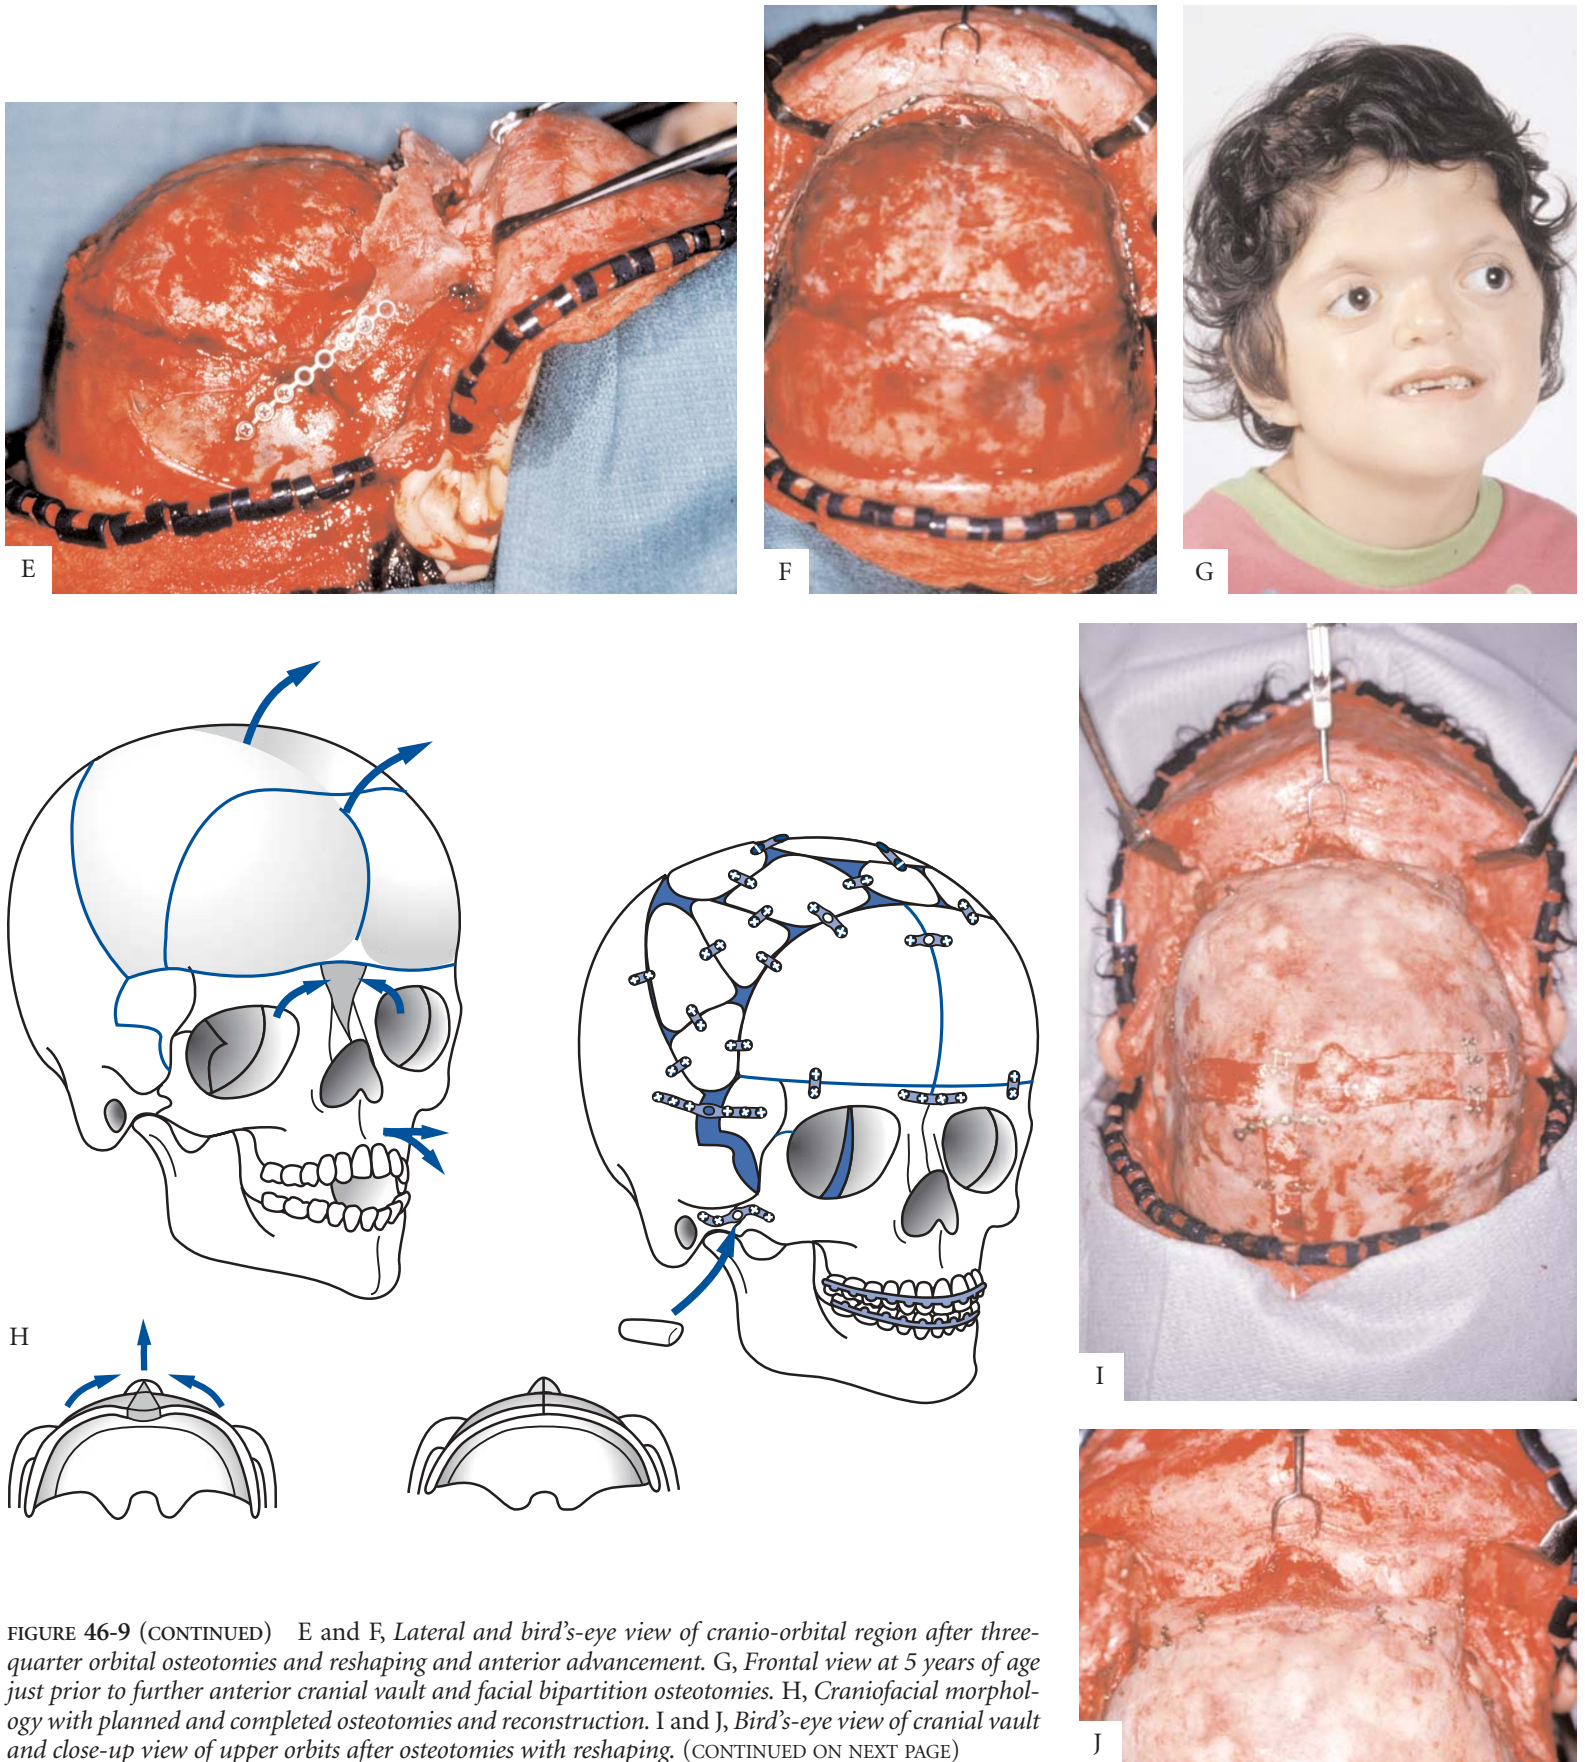 E
F
G
H
I
J
FIGURE 46-9 (CONTINUED) E and F, Lateral and bird's-eye view of cranio-orbital region after three-
quarter orbital osteotomies and reshaping and anterior advancement. G, Frontal view at 5 years of age
just prior to further anterior cranial vault and facial bipartition osteotomies. H, Craniofacial morphol-
ogy with planned and completed osteotomies and reconstruction. I and J, Bird's-eye view of cranial vault
and close-up view of upper orbits after osteotomies with reshaping. (CONTINUED ON NEXT PAGE)